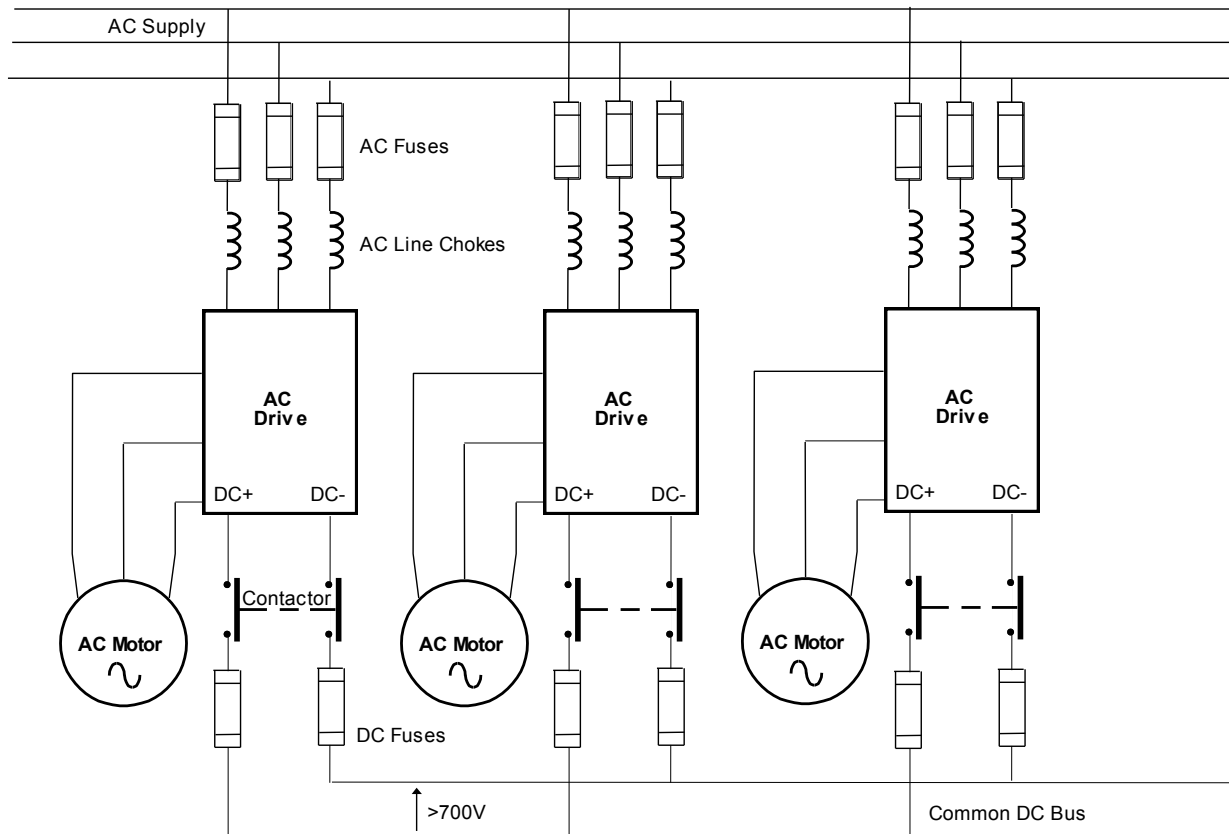 AC Supply
AC Fuses
AC Line Chokes
AC
Drive
DC+ DC-
AC
Drive
DC+ DC-
AC
Drive
DC+ DC-
Contactor
AC Motor
AC Motor
AC Motor
DC Fuses
>700V
Common DC Bus